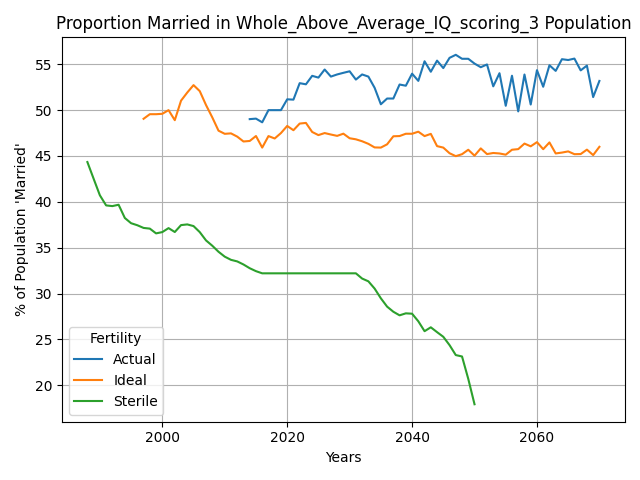 Proportion Married in Whole_Above_Average_IQ_scoring_3 Population
% of Population 'Married'
55
50
45
40
35
30
25
20
Fertility
Actual
Ideal
Sterile
2000 2020 2040 2060
Years